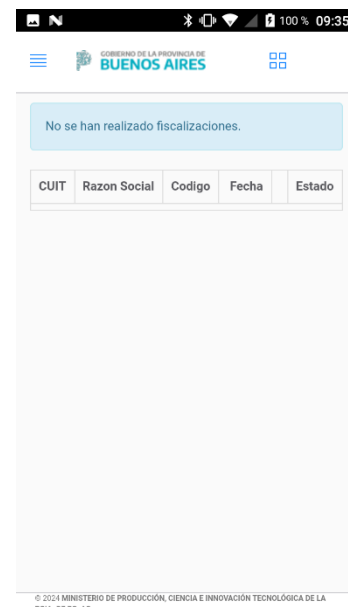 100 % 09:35
GOBIERNO DE LA PROVINCIA DE
BUENOS AIRES
No se han realizado fiscalizaciones.
CUIT Razon Social Codigo Fecha Estado
© 2024 MINISTERIO DE PRODUCCIÓN, CIENCIA E INNOVACIÓN TECNOLÓGICA DE LA